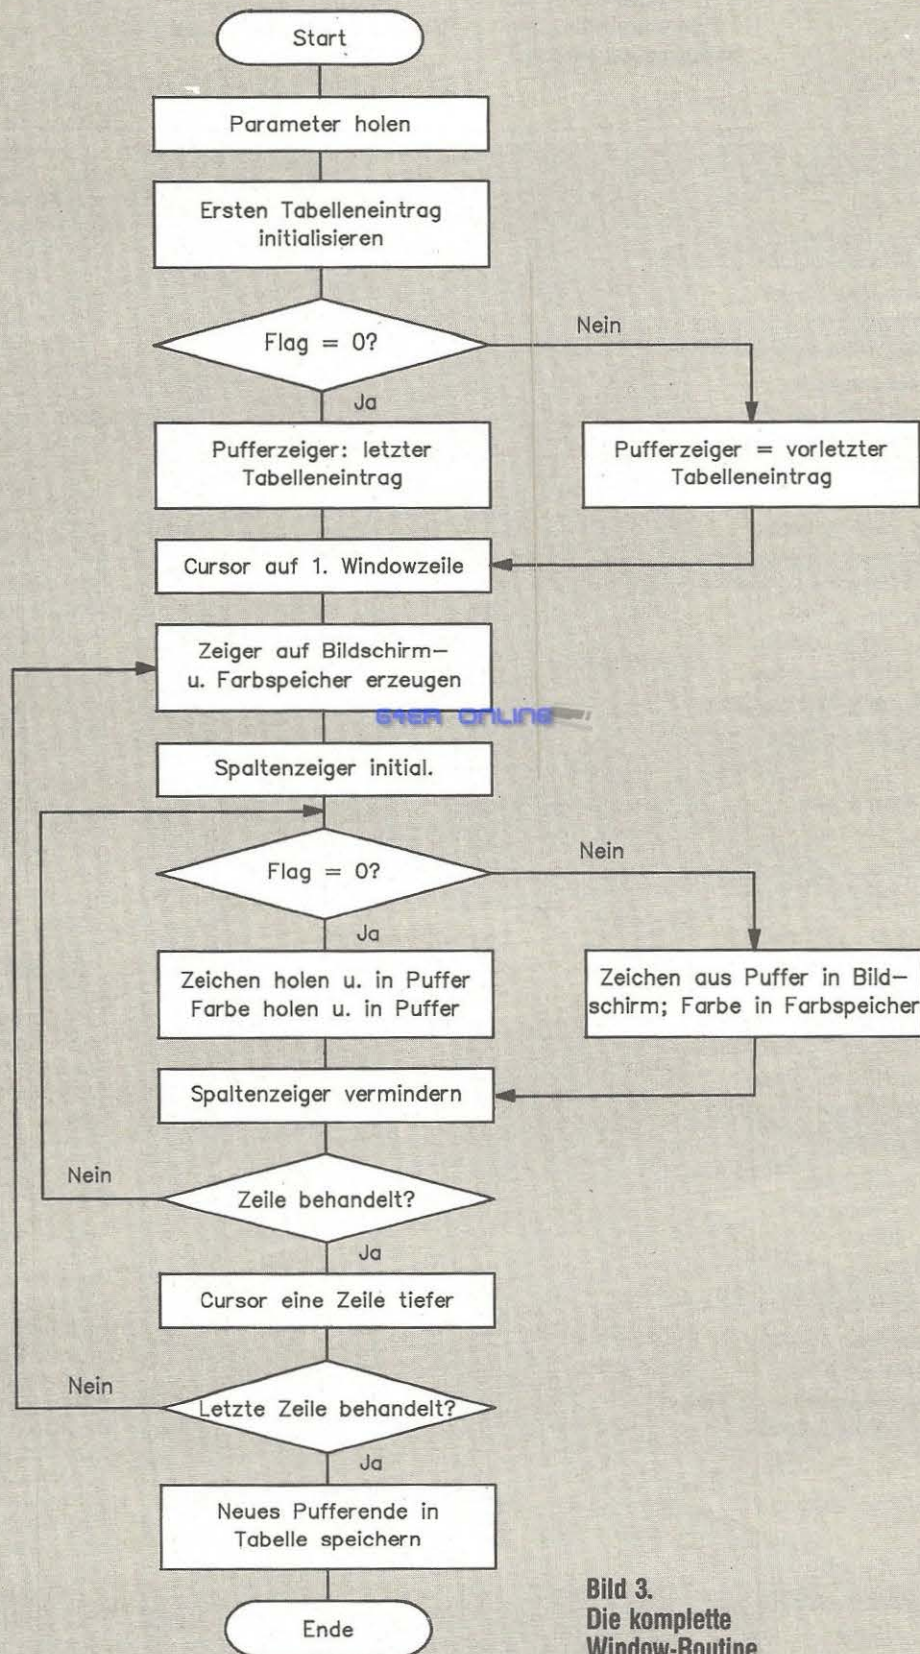 Start
Parameter holen
Ersten Tabelleneintrag
initialisieren
Flag = 0?
Nein
Ja
Pufferzeiger: letzter
Tabelleneintrag
Pufferzeiger = vorletzter
Tabelleneintrag
Cursor auf 1. Windowzeile
Zeiger auf Bildschirm–
u. Farbspeicher erzeugen
64ER ONLINE
Spaltenzeiger initial.
Flag = 0?
Nein
Ja
Zeichen holen u. in Puffer
Farbe holen u. in Puffer
Zeichen aus Puffer in Bild–
schirm; Farbe in Farbspeicher
Spaltenzeiger vermindern
Nein
Zeile behandelt?
Ja
Cursor eine Zeile tiefer
Nein
Letzte Zeile behandelt?
Ja
Neues Pufferende in
Tabelle speichern
Ende
Bild 3.
Die komplette
Window-Routine